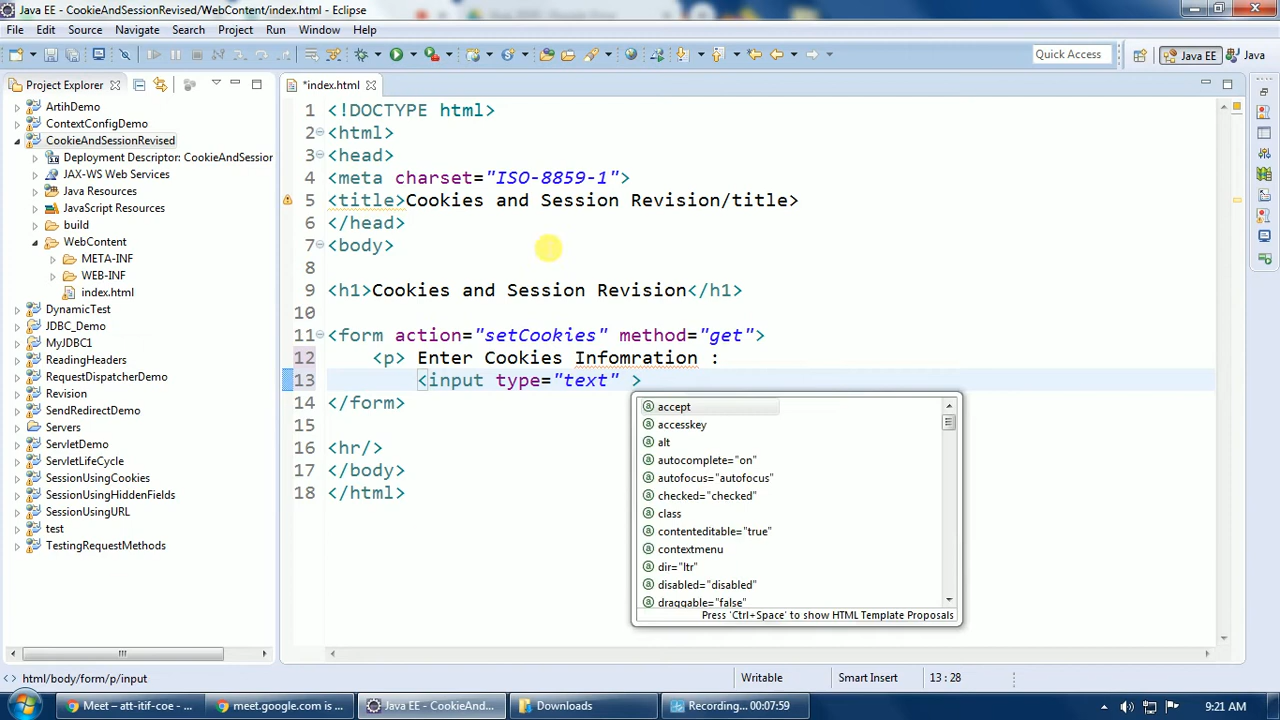 Java EE - CookieAndSessionRevised/WebContent/index.html - Eclipse
File Edit Source Navigate Search Project Run Window Help
Quick Access
Java EE
Java
Project Explorer
*index.html
ArtihDemo
ContextConfigDemo
CookieAndSessionRevised
Deployment Descriptor: CookieAndSession
JAX-WS Web Services
Java Resources
JavaScript Resources
build
WebContent
META-INF
WEB-INF
index.html
DynamicTest
JDBC_Demo
MyJDBC1
ReadingHeaders
RequestDispatcherDemo
Revision
SendRedirectDemo
Servers
ServletDemo
ServletLifeCycle
SessionUsingCookies
SessionUsingHiddenFields
SessionUsingURL
test
TestingRequestMethods
1 <!DOCTYPE html>
2 <html>
3 <head>
4 <meta charset="ISO-8859-1">
5 <title>Cookies and Session Revision/title>
6 </head>
7 <body>
8
9 <h1>Cookies and Session Revision</h1>
10
11 <form action="setCookies" method="get">
12 <p> Enter Cookies Infomration :
13 <input type="text" >
14 </form>
15
16 <hr/>
17 </body>
18 </html>
accept
accesskey
alt
autocomplete="on"
autofocus="autofocus"
checked="checked"
class
contenteditable="true"
contextmenu
dir="ltr"
disabled="disabled"
draggable="false"
Press 'Ctrl+Space' to show HTML Template Proposals
html/body/form/p/input
Writable
Smart Insert
13 : 28
Meet – att-itif-coe - ...
meet.google.com is ...
Java EE - CookieAnd...
Downloads
Recording... 00:07:59
9:21 AM